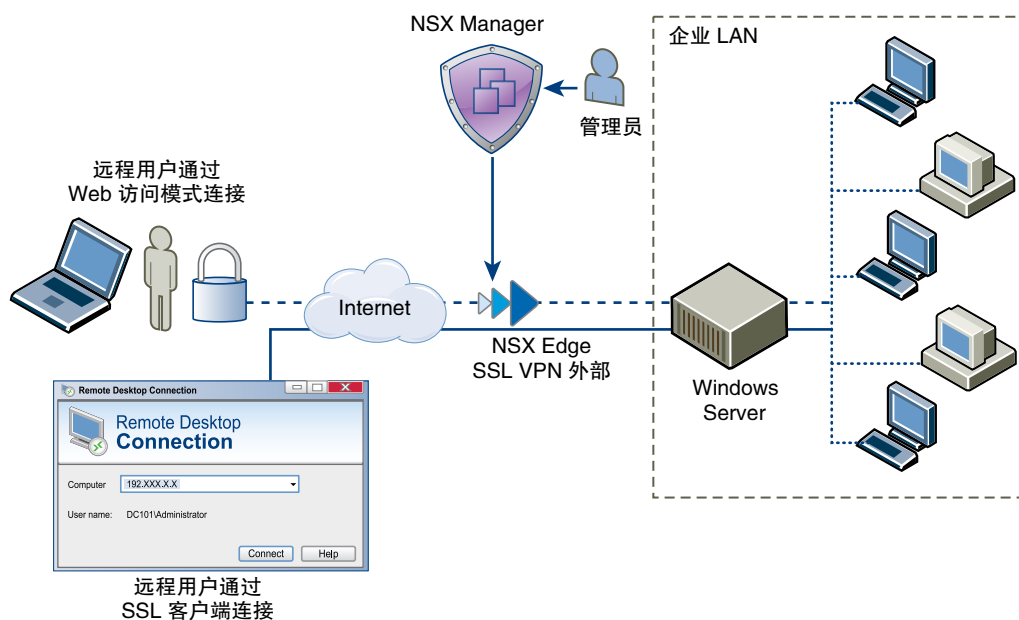 NSX Manager
管理员
企业 LAN
远程用户通过
Web 访问模式连接
Internet
NSX Edge
SSL VPN 外部
Windows
Server
Remote Desktop Connection
Remote Desktop
Connection
Computer
192.XXX.X.X
User name:
DC101\Administrator
Connect
Help
远程用户通过
SSL 客户端连接